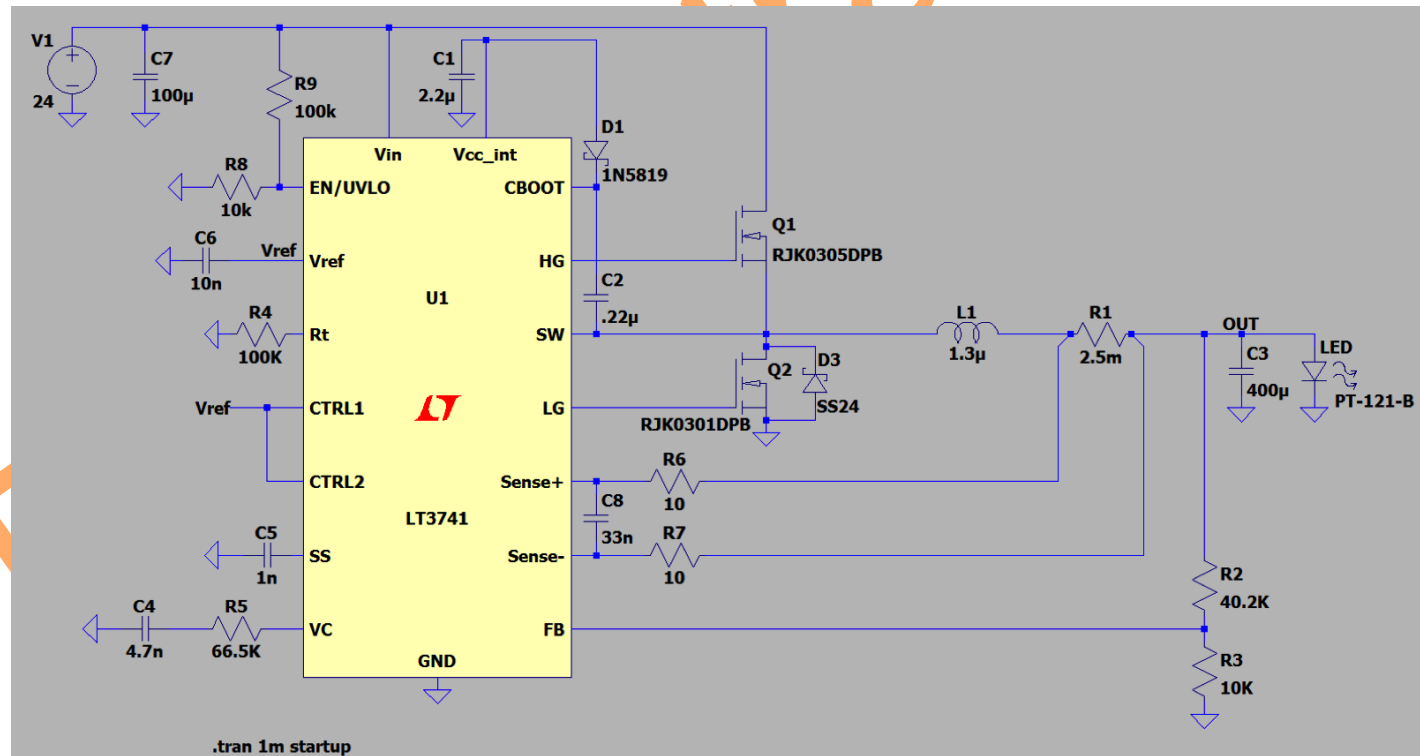 V1
24
C7
100µ
R9
100k
C1
2.2µ
D1
1N5819
Vin
Vcc_int
R8
10k
EN/UVLO
CBOOT
C6
10n
Vref
Vref
HG
Q1
RJK0305DPB
U1
C2
.22µ
R4
100K
Rt
SW
L1
1.3µ
R1
2.5m
OUT
C3
400µ
LED
PT-121-B
Vref
CTRL1
LG
Q2
RJK0301DPB
D3
SS24
CTRL2
Sense+
R6
10
LT3741
C8
33n
C5
1n
SS
Sense-
R7
10
C4
4.7n
R5
66.5K
VC
FB
R2
40.2K
R3
10K
GND
.tran 1m startup